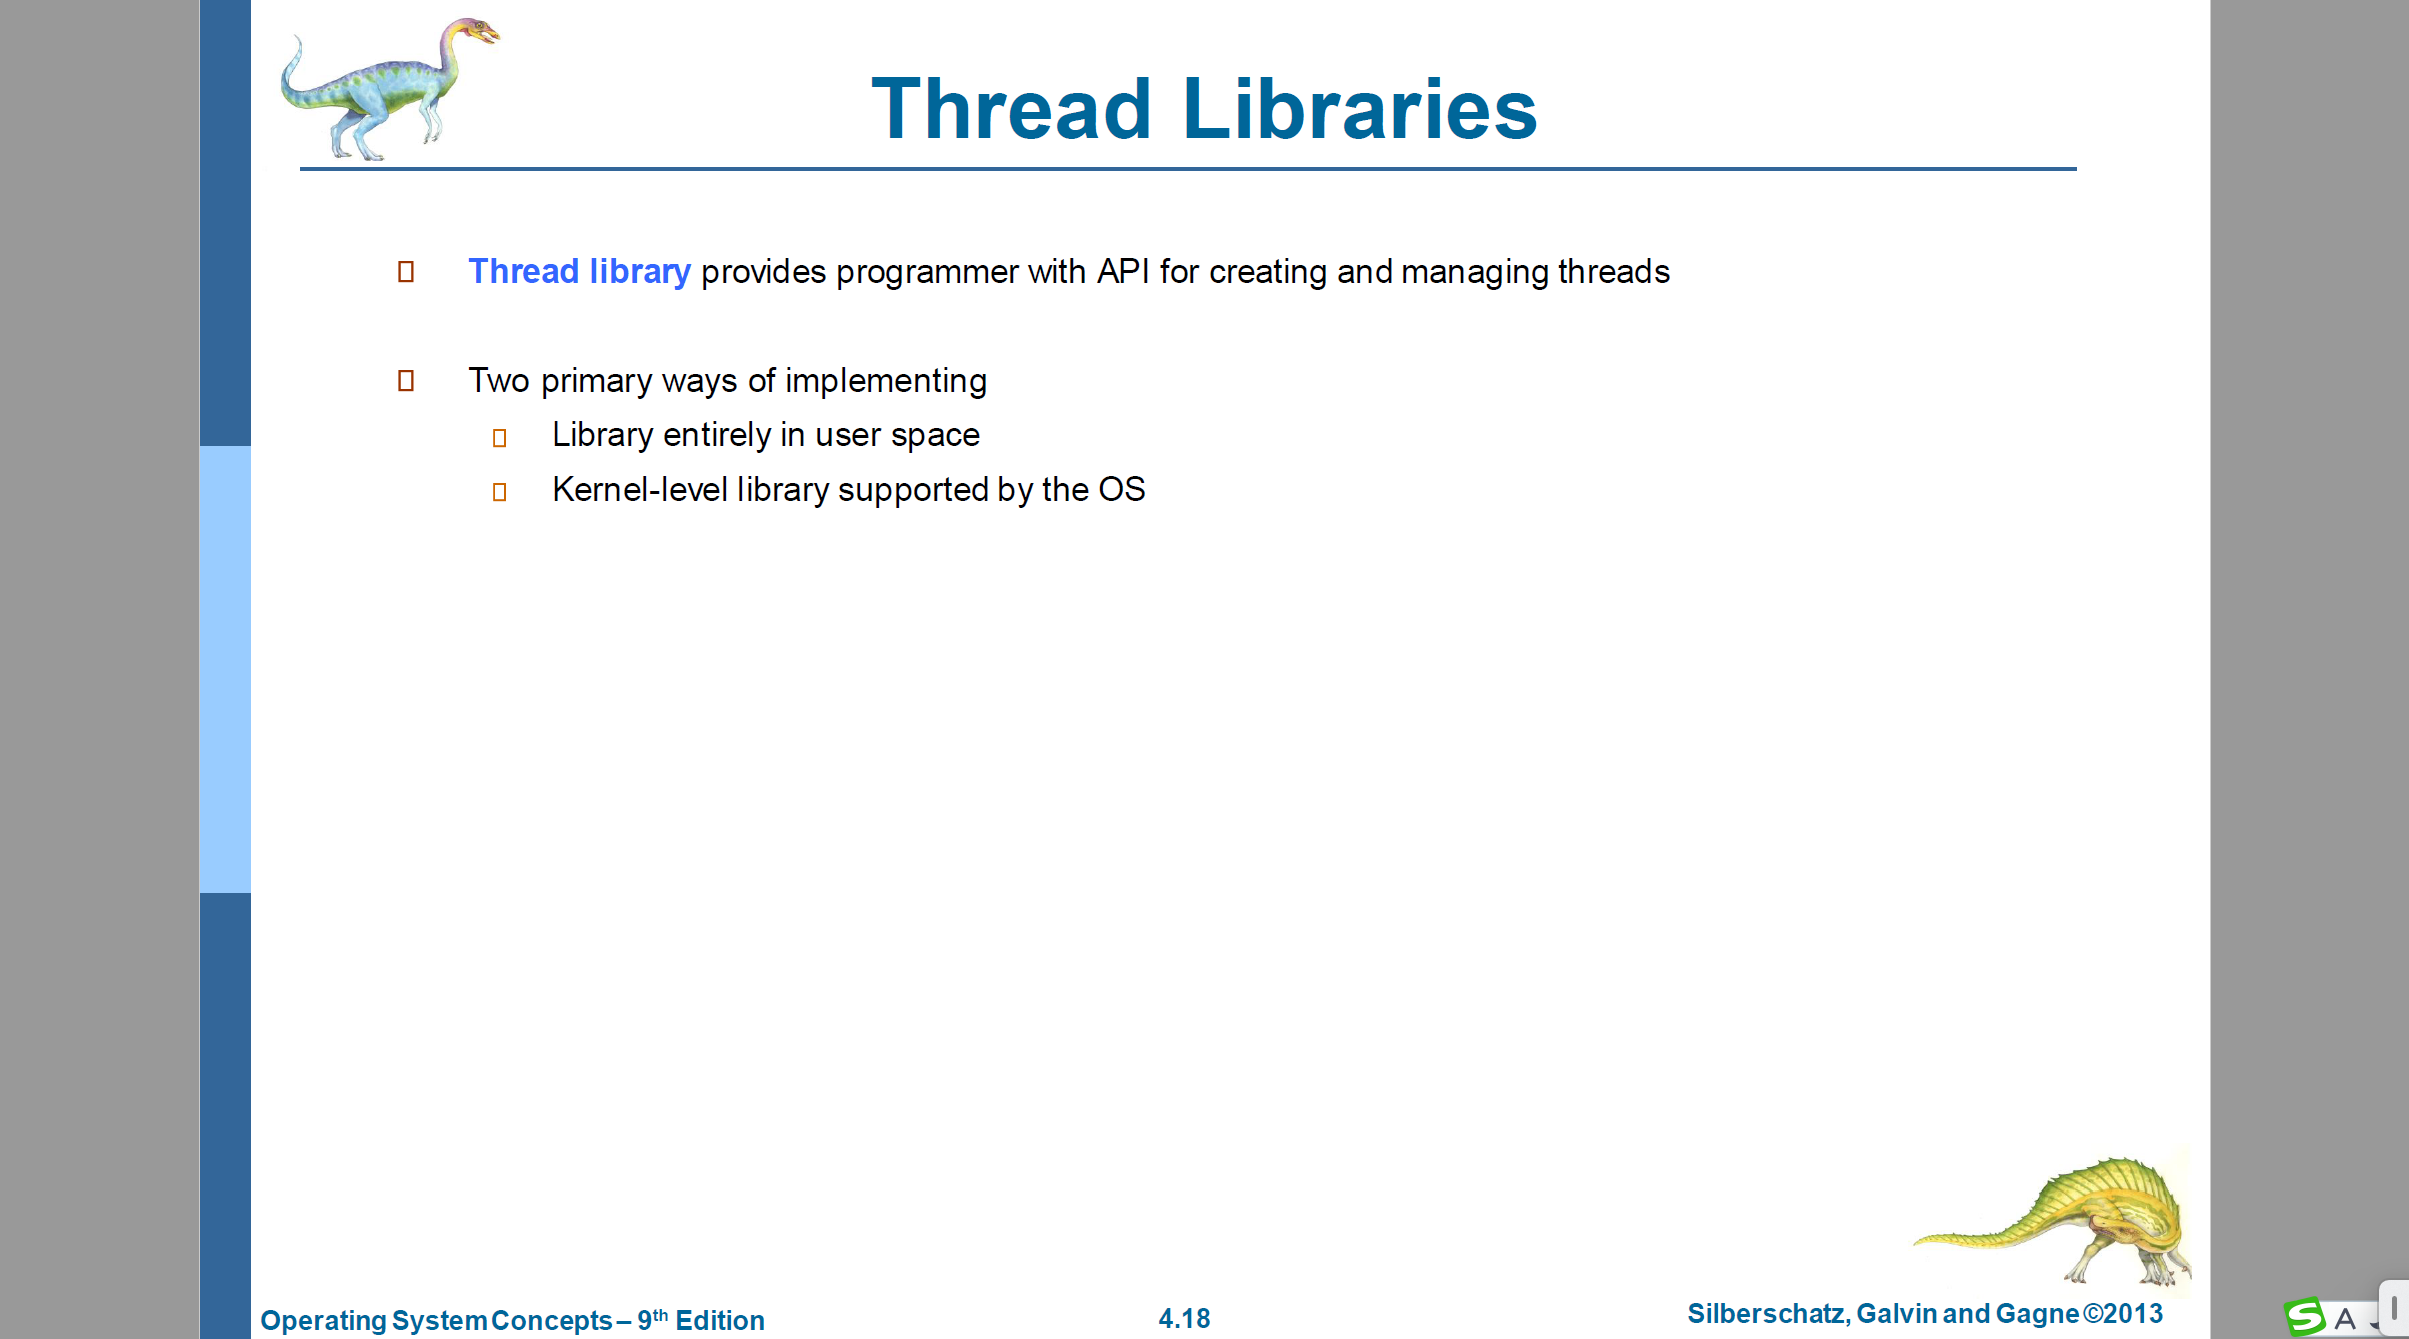 Thread Libraries
Thread library provides programmer with API for creating and managing threads
Two primary ways of implementing
Library entirely in user space
Kernel-level library supported by the OS
Operating System Concepts – 9th Edition
4.18
Silberschatz, Galvin and Gagne ©2013
S A